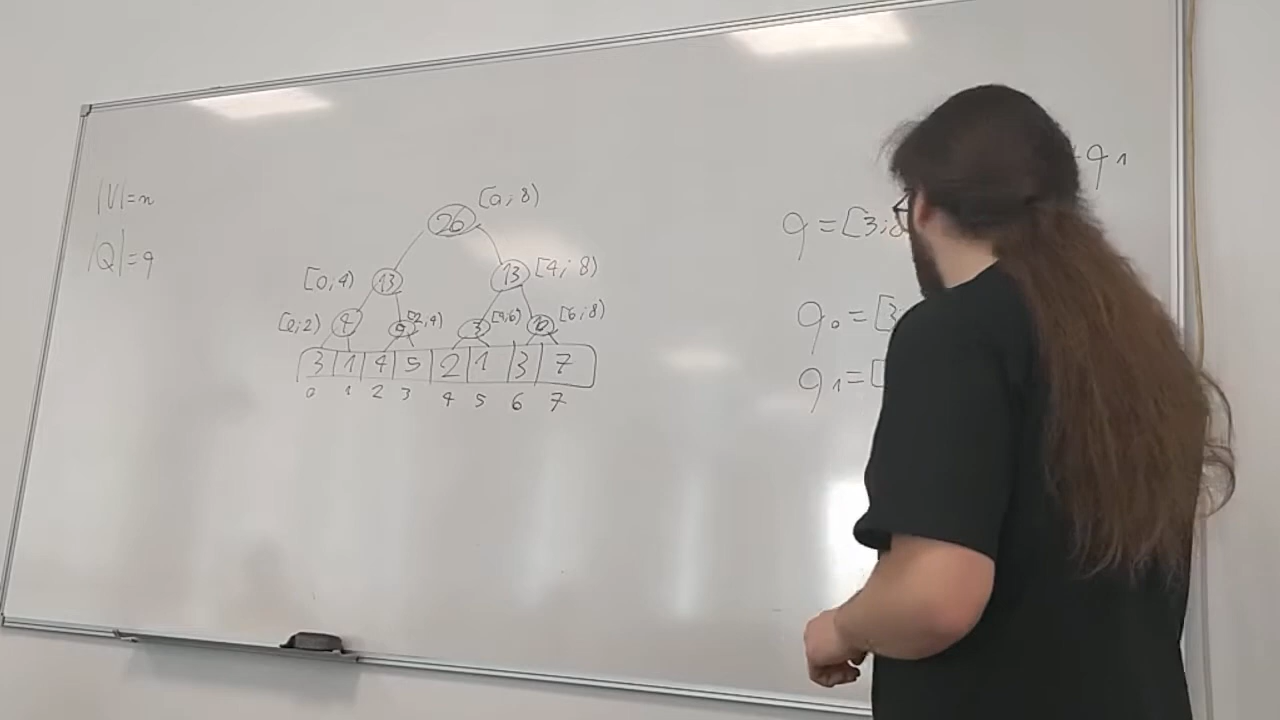 |V|=n
|Q|=q
26 [0;8)
[0;4) 13 13 [4;8)
[0;2) 4 9 [2,4) 3 [4;6) 10 [6;8)
3 1 4 5 2 1 3 7
0 1 2 3 4 5 6 7
q1
q=[3;
q0=[3
q1=[